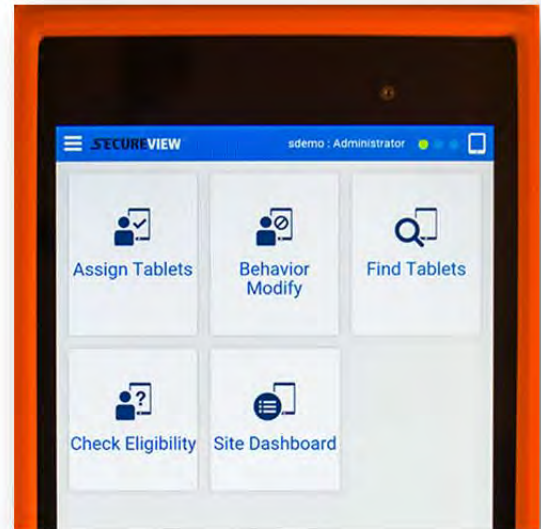 SECUREVIEW
sdemo : Administrator
Assign Tablets
Behavior
Modify
Find Tablets
?
Check Eligibility
Site Dashboard